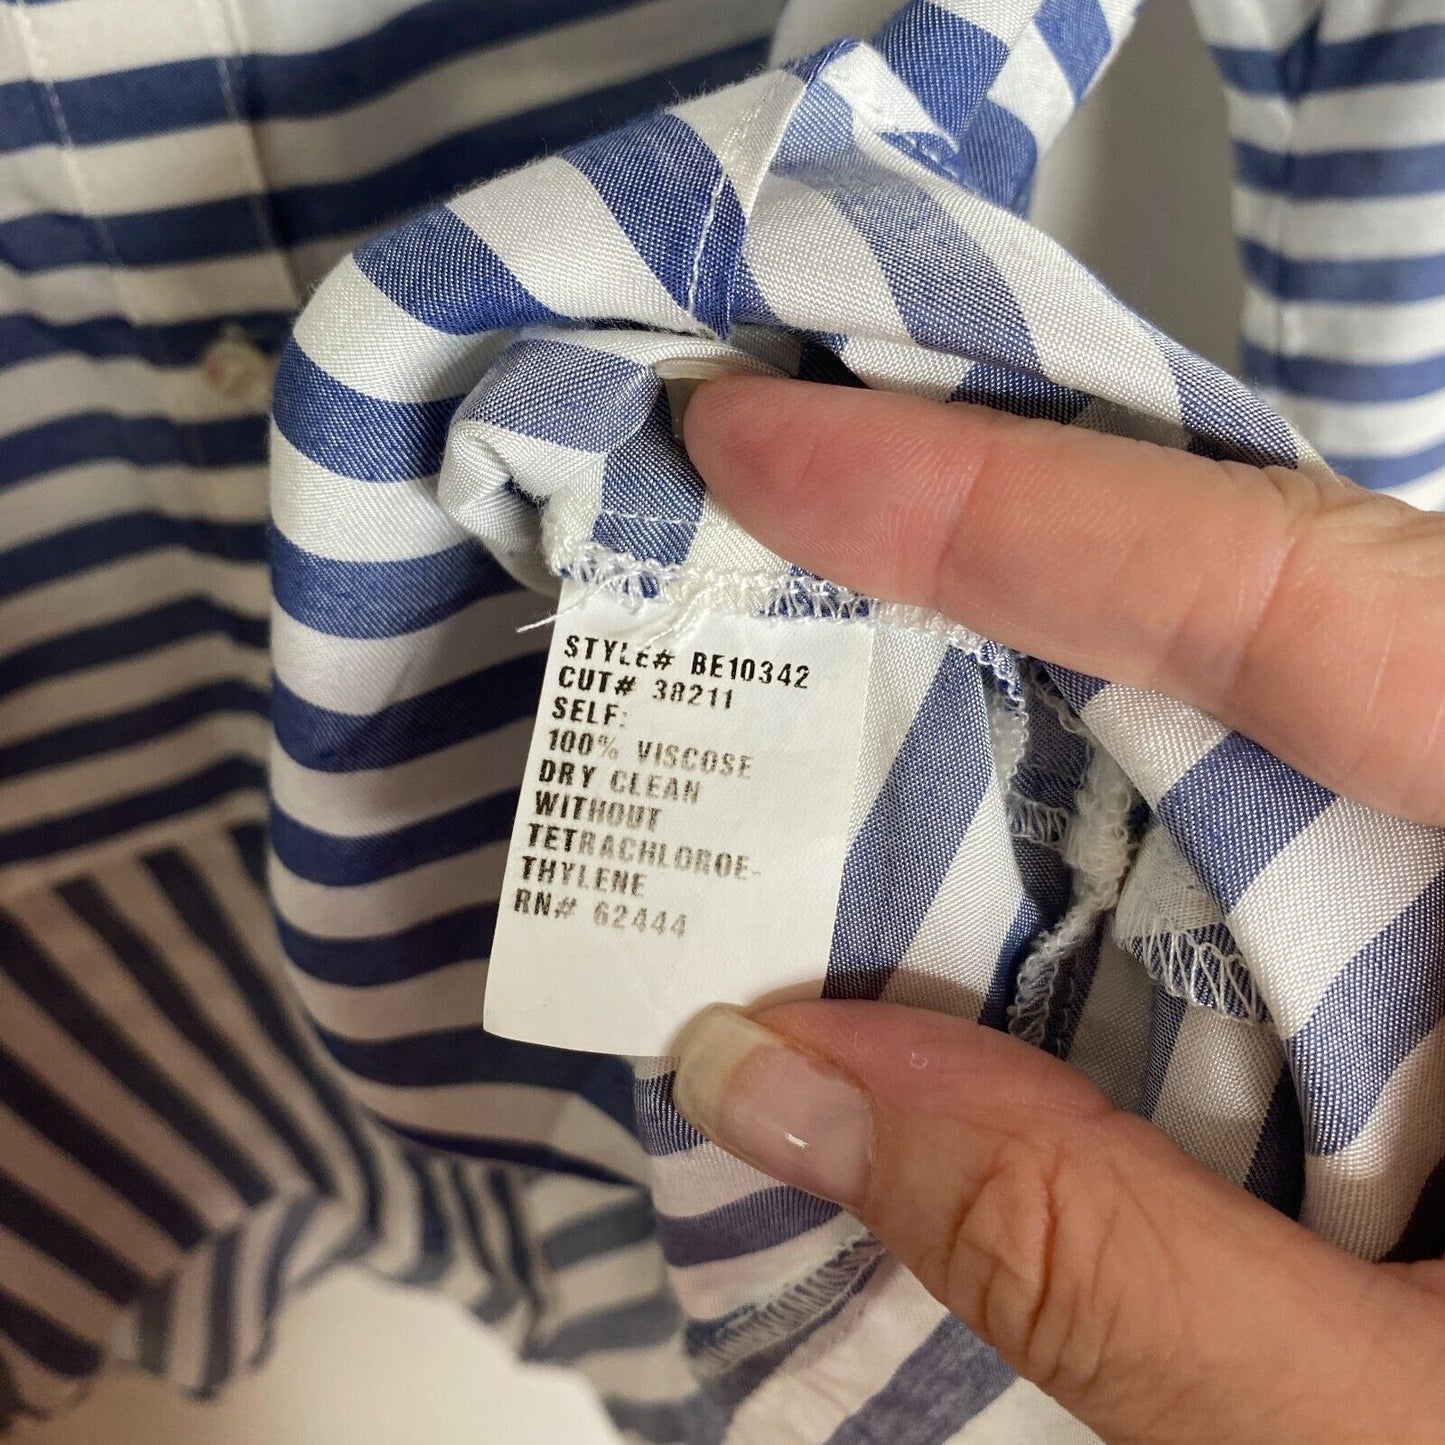 STYLE# BE10342
CUT# 38211
SELF:
100% VISCOSE
DRY CLEAN
WITHOUT
TETRACHLOROE-
THYLENE
RN# 62444